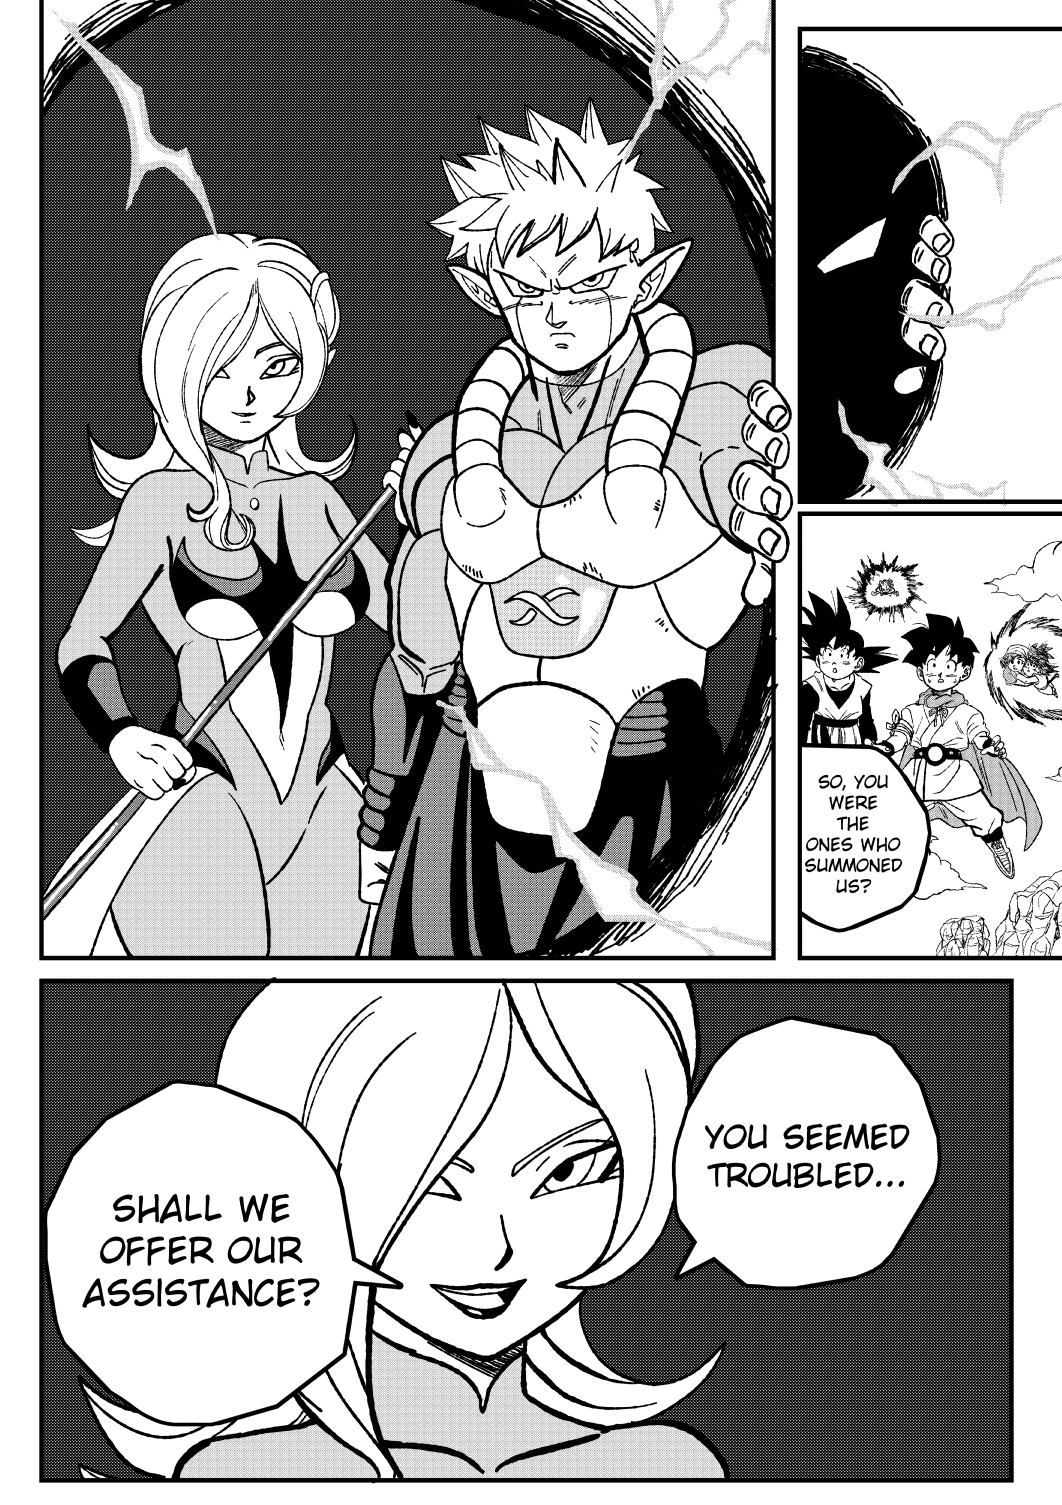 SO, YOU
WERE
THE
ONES WHO
SUMMONED
US?
YOU SEEMED
TROUBLED...
SHALL WE
OFFER OUR
ASSISTANCE?